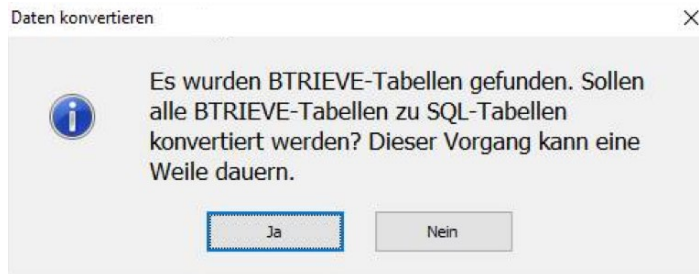 Daten konvertieren
Es wurden BTRIEVE-Tabellen gefunden. Sollen
alle BTRIEVE-Tabellen zu SQL-Tabellen
konvertiert werden? Dieser Vorgang kann eine
Weile dauern.
Ja
Nein